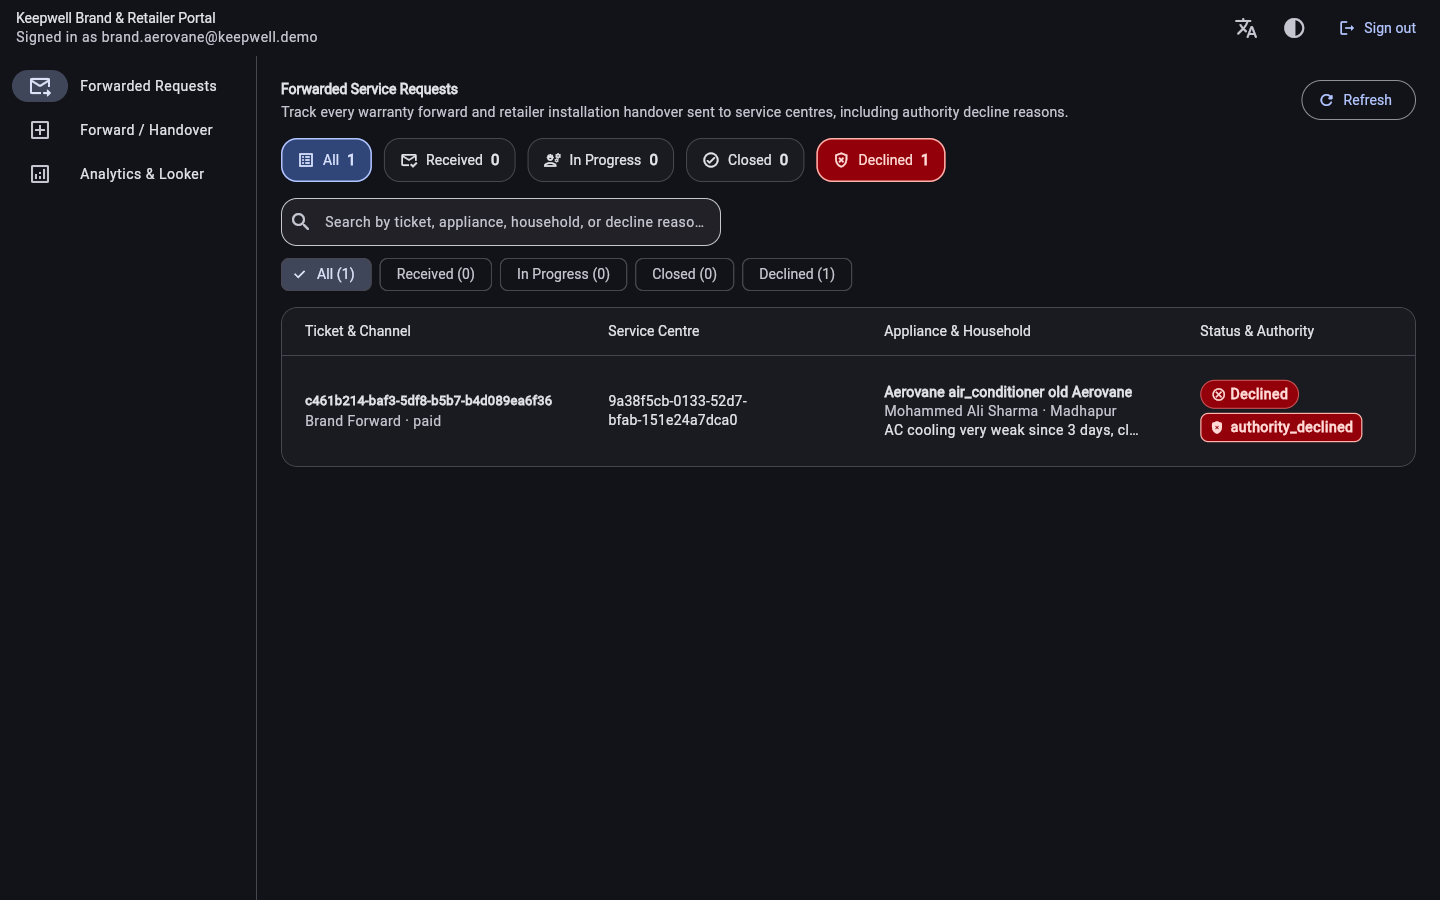 Keepwell Brand & Retailer Portal
Signed in as brand.aerovane@keepwell.demo
Sign out
Forwarded Requests
Forward / Handover
Analytics & Looker
Forwarded Service Requests
Track every warranty forward and retailer installation handover sent to service centres, including authority decline reasons.
Refresh
All 1
Received 0
In Progress 0
Closed 0
Declined 1
Search by ticket, appliance, household, or decline reaso…
All (1)
Received (0)
In Progress (0)
Closed (0)
Declined (1)
Ticket & Channel
Service Centre
Appliance & Household
Status & Authority
c461b214-baf3-5df8-b5b7-b4d089ea6f36
Brand Forward · paid
9a38f5cb-0133-52d7-
bfab-151e24a7dca0
Aerovane air_conditioner old Aerovane
Mohammed Ali Sharma · Madhapur
AC cooling very weak since 3 days, cl…
Declined
authority_declined